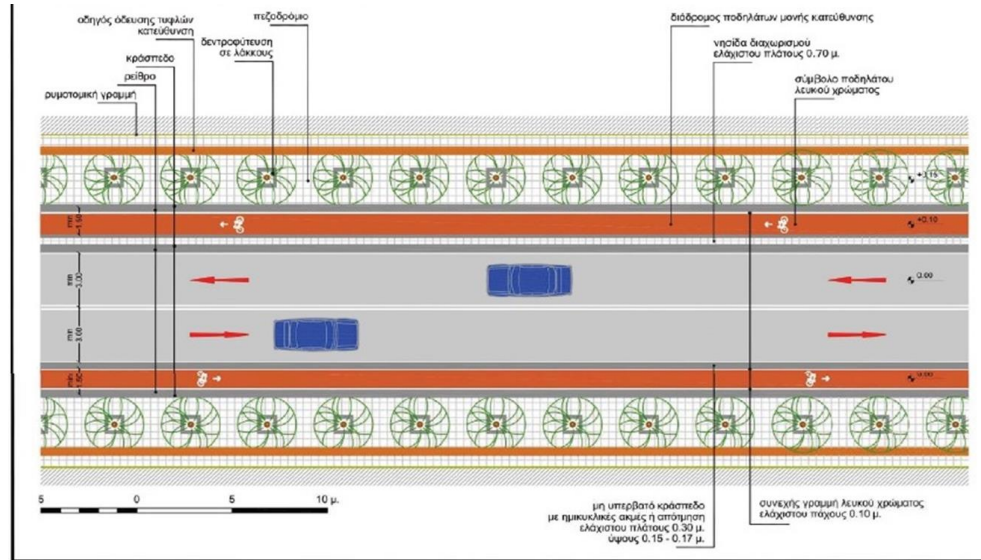 οδηγός όδευσης τυφλών
κατεύθυνση
πεζοδρόμιο
δεντροφύτευση
σε λάκκους
κράσπεδο
ρείθρο
ρυμοτομική γραμμή
διάδρομος ποδηλάτων μονής κατεύθυνσης
νησίδα διαχωρισμού
ελάχιστου πλάτους 0.70 μ.
σύμβολο ποδηλάτου
λευκού χρώματος
+0.15
min
1.50
+0.10
min
3.00
0.00
min
3.00
min
1.50
0.00
5 0 5 10 μ.
μη υπερβατό κράσπεδο
με ημικυκλικές ακμές ή απότμηση
ελάχιστου πλάτους 0.30 μ.
ύψους 0.15 - 0.17 μ.
συνεχής γραμμή λευκού χρώματος
ελάχιστου πάχους 0.10 μ.